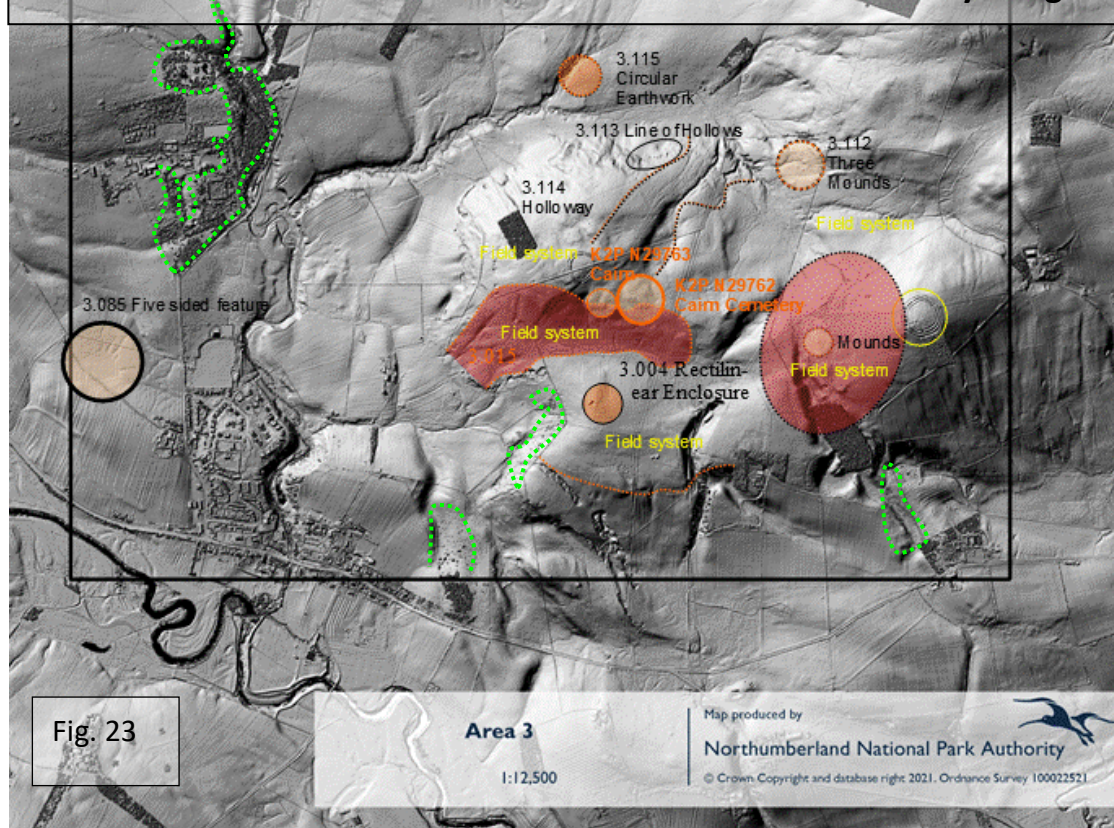 3.115
Circular
Earthwork
3.113 Line of Hollows
3.112
Three
Mounds
3.114
Holloway
Field system
Field system
K2P N29763
Cairn
K2P N29762
Cairn Cemetery
3.085 Five sided feature
Field system
3.015
Mounds
Field system
3.004 Rectilin-
ear Enclosure
Field system
Fig. 23
Area 3
1:12,500
Map produced by
Northumberland National Park Authority
© Crown Copyright and database right 2021. Ordnance Survey 100022521